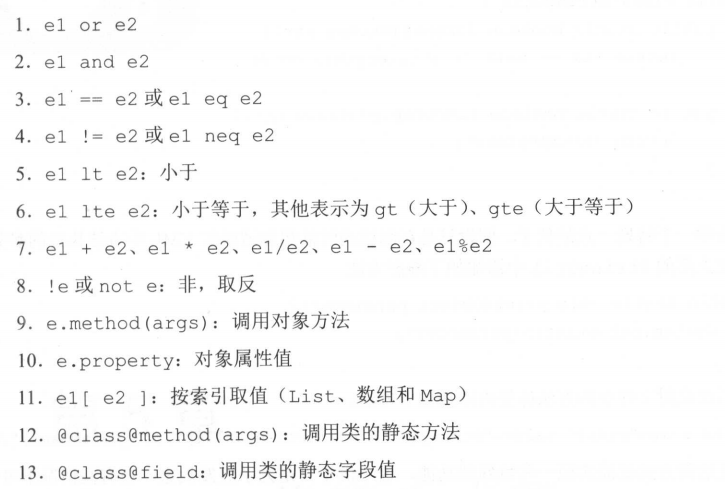 1. e1 or e2
2. e1 and e2
3. e1 == e2 或 e1 eq e2
4. e1 != e2 或 e1 neq e2
5. e1 lt e2：小于
6. e1 lte e2：小于等于，其他表示为 gt（大于）、gte（大于等于）
7. e1 + e2、e1 * e2、e1/e2、e1 - e2、e1%e2
8. !e 或 not e：非，取反
9. e.method(args)：调用对象方法
10. e.property：对象属性值
11. e1[ e2 ]：按索引取值（List、数组和 Map）
12. @class@method(args)：调用类的静态方法
13. @class@field：调用类的静态字段值